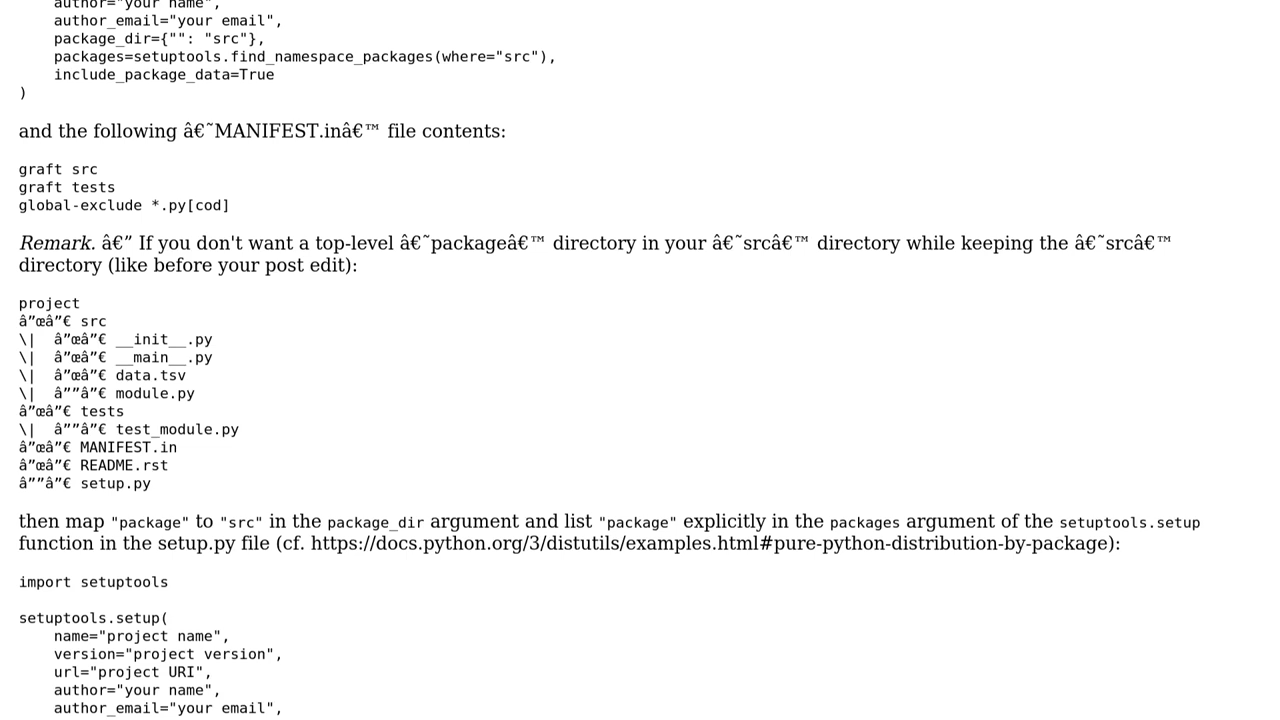 author="your name",
    author_email="your email",
    package_dir={"": "src"},
    packages=setuptools.find_namespace_packages(where="src"),
    include_package_data=True
)
and the following â€˜MANIFEST.inâ€™ file contents:
graft src
graft tests
global-exclude *.py[cod]
Remark. â€” If you don't want a top-level â€˜packageâ€™ directory in your â€˜srcâ€™ directory while keeping the â€˜srcâ€™
directory (like before your post edit):
project
â”œâ”€ src
\|  â”œâ”€ __init__.py
\|  â”œâ”€ __main__.py
\|  â”œâ”€ data.tsv
\|  â””â”€ module.py
â”œâ”€ tests
\|  â””â”€ test_module.py
â”œâ”€ MANIFEST.in
â”œâ”€ README.rst
â””â”€ setup.py
then map "package" to "src" in the package_dir argument and list "package" explicitly in the packages argument of the setuptools.setup
function in the setup.py file (cf. https://docs.python.org/3/distutils/examples.html#pure-python-distribution-by-package):
import setuptools
setuptools.setup(
    name="project name",
    version="project version",
    url="project URI",
    author="your name",
    author_email="your email",